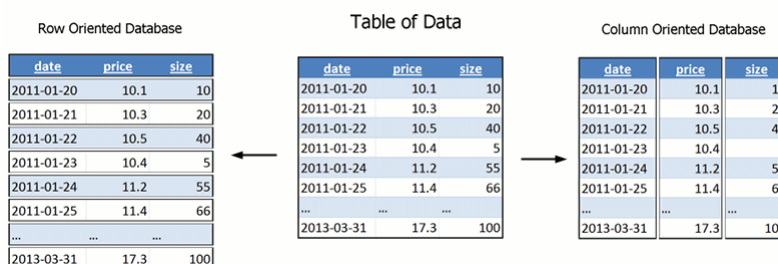 Row Oriented Database
date price size
2011-01-20 10.1 10
2011-01-21 10.3 20
2011-01-22 10.5 40
2011-01-23 10.4 5
2011-01-24 11.2 55
2011-01-25 11.4 66
... ... ...
2013-03-31 17.3 100
Table of Data
date price size
2011-01-20 10.1 10
2011-01-21 10.3 20
2011-01-22 10.5 40
2011-01-23 10.4 5
2011-01-24 11.2 55
2011-01-25 11.4 66
... ... ...
2013-03-31 17.3 100
Column Oriented Database
date price size
2011-01-20 10.1
2011-01-21 10.3
2011-01-22 10.5
2011-01-23 10.4
2011-01-24 11.2
2011-01-25 11.4
... ...
2013-03-31 17.3